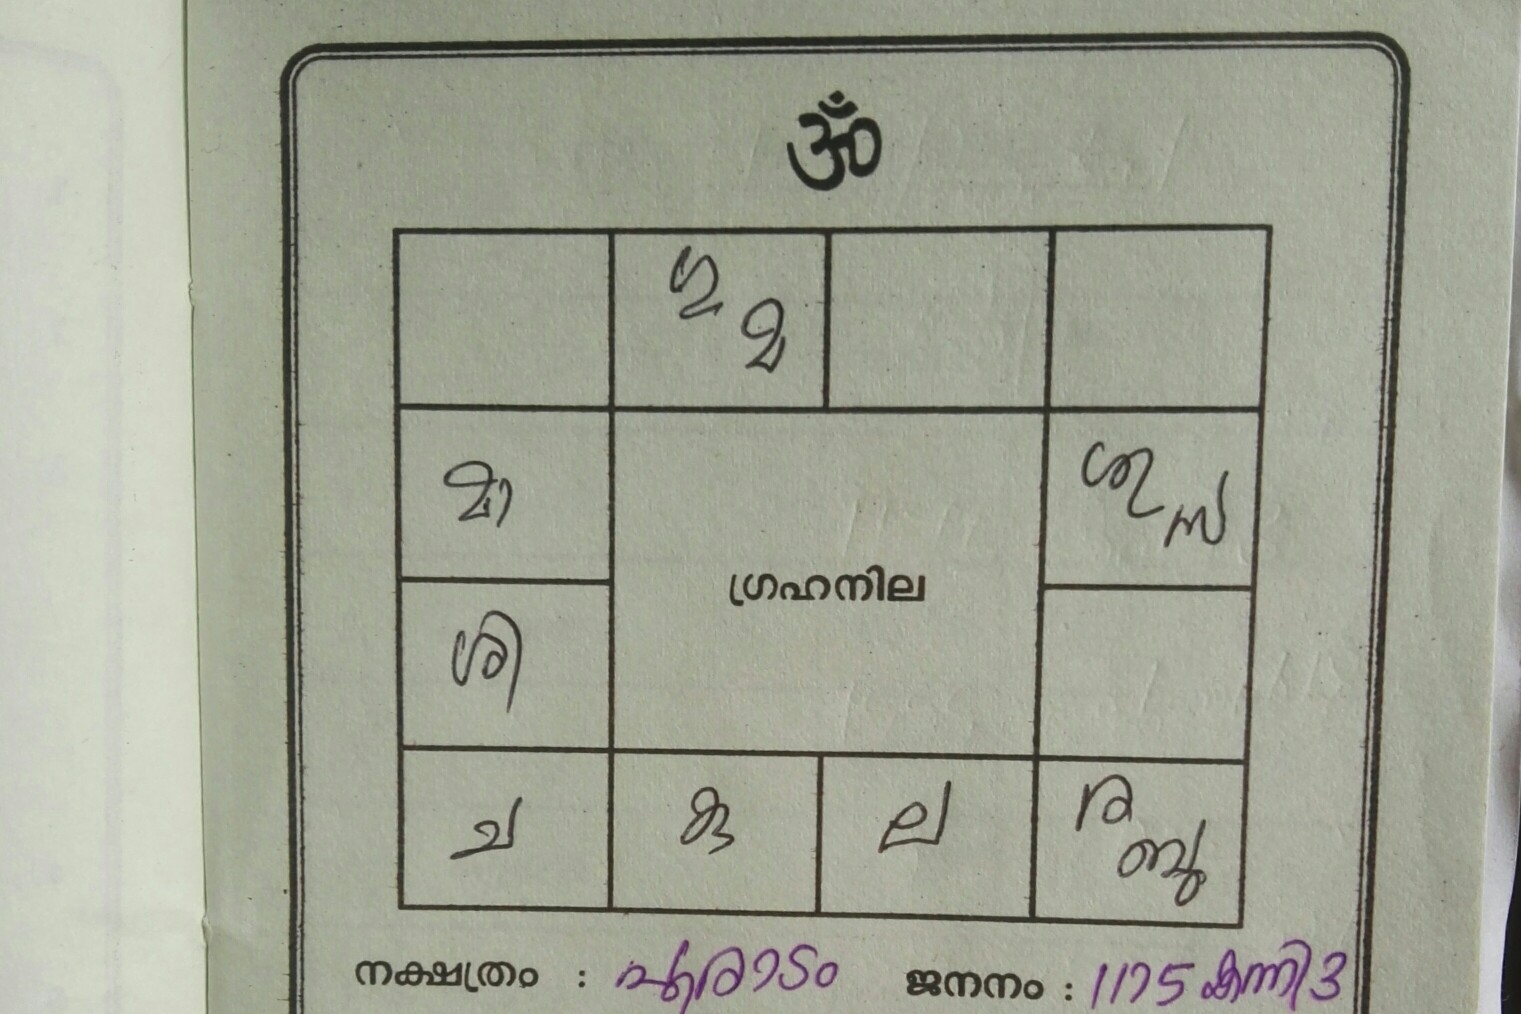 ॐ
ഗു
മ
മാ
ശു
സ
ഗ്രഹനില
ശി
ച
കു
ല
ര
ബു
നക്ഷത്രം : പൂരാടം ജനനം : 1175 കന്നി 3